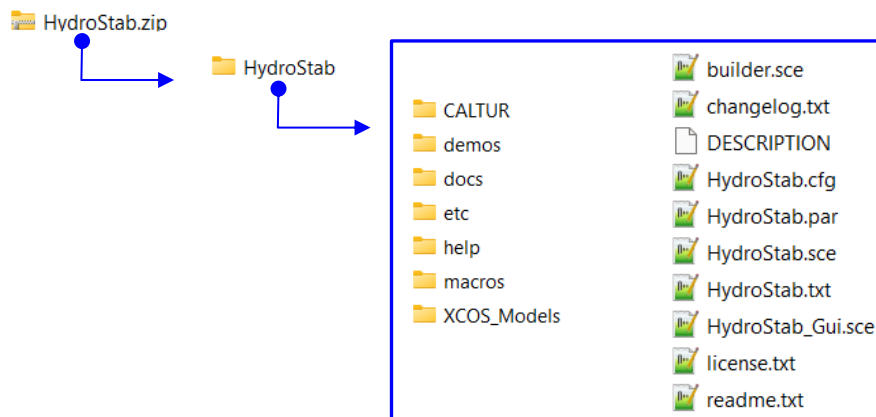 HydroStab.zip
HydroStab
CALTUR
demos
docs
etc
help
macros
XCOS_Models
builder.sce
changelog.txt
DESCRIPTION
HydroStab.cfg
HydroStab.par
HydroStab.sce
HydroStab.txt
HydroStab_Gui.sce
license.txt
readme.txt